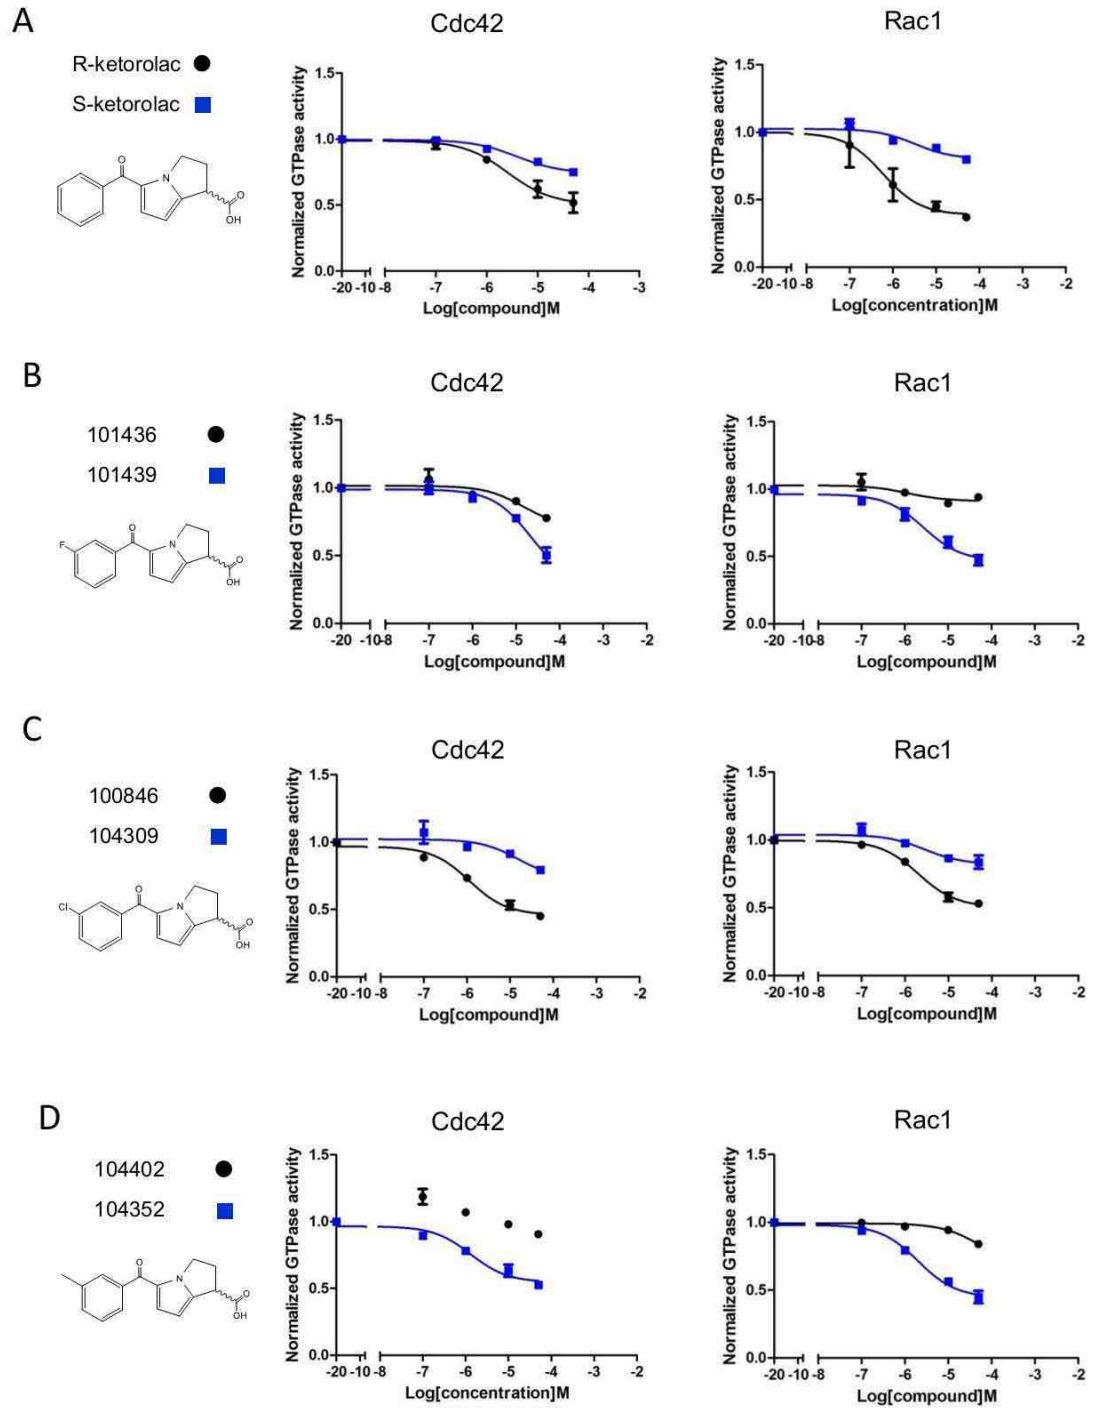 A
Cdc42
Rac1
R-ketorolac
S-ketorolac
O
N
O
OH
Normalized GTPase activity
1.5
1.0
0.5
0.0
-20 -10 -8 -7 -6 -5 -4 -3
Log[compound]M
Normalized GTPase activity
1.5
1.0
0.5
0.0
-20 -10 -8 -7 -6 -5 -4 -3 -2
Log[concentration]M
B
Cdc42
Rac1
101436
101439
F
O
N
O
OH
Normalized GTPase activity
1.5
1.0
0.5
0.0
-20 -10 -8 -7 -6 -5 -4 -3 -2
Log[compound]M
Normalized GTPase activity
1.5
1.0
0.5
0.0
-20 -10 -8 -7 -6 -5 -4 -3 -2
Log[compound]M
C
Cdc42
Rac1
100846
104309
Cl
O
N
O
OH
Normalized GTPase activity
1.5
1.0
0.5
0.0
-20 -10 -8 -7 -6 -5 -4 -3 -2
Log[compound]M
Normalized GTPase activity
1.5
1.0
0.5
0.0
-20 -10 -8 -7 -6 -5 -4 -3 -2
Log[compound]M
D
Cdc42
Rac1
104402
104352
O
N
O
OH
Normalized GTPase activity
1.5
1.0
0.5
0.0
-20 -10 -8 -7 -6 -5 -4 -3 -2
Log[concentration]M
Normalized GTPase activity
1.5
1.0
0.5
0.0
-20 -10 -8 -7 -6 -5 -4 -3 -2
Log[compound]M